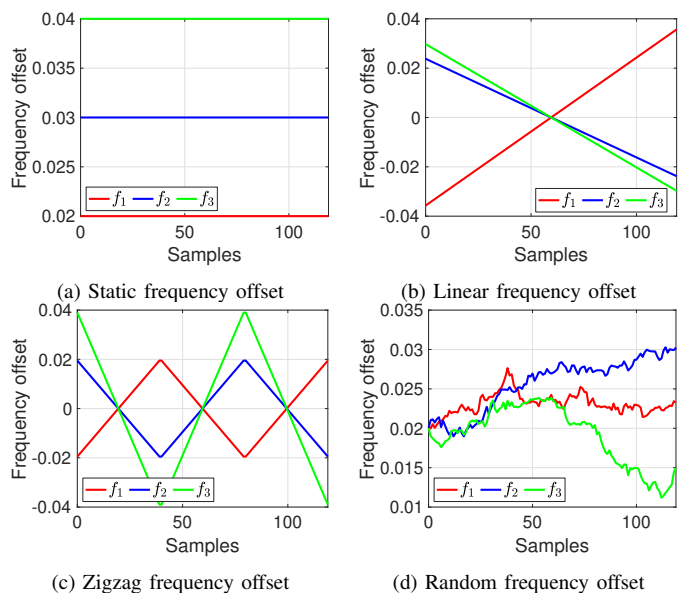 0.04
0.035
0.03
0.025
0.02
Frequency offset
f1 f2 f3
0 50 100
Samples
(a) Static frequency offset
0.04
0.02
0
-0.02
-0.04
Frequency offset
f1 f2 f3
0 50 100
Samples
(b) Linear frequency offset
0.04
0.02
0
-0.02
-0.04
Frequency offset
f1 f2 f3
0 50 100
Samples
(c) Zigzag frequency offset
0.035
0.03
0.025
0.02
0.015
0.01
Frequency offset
f1 f2 f3
0 50 100
Samples
(d) Random frequency offset